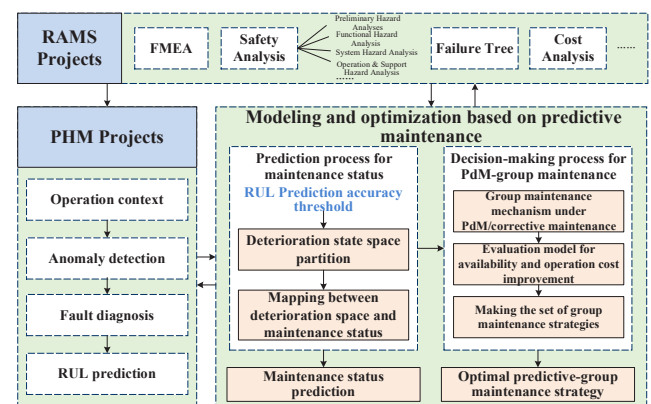 RAMS
Projects
FMEA
Safety
Analysis
Preliminary Hazard
Analyses
Functional Hazard
Analysis
System Hazard Analysis
Operation & Support
Hazard Analysis
......
Failure Tree
Cost
Analysis
......
PHM Projects
Operation context
Anomaly detection
Fault diagnosis
RUL prediction
Modeling and optimization based on predictive
maintenance
Prediction process for
maintenance status
RUL Prediction accuracy
threshold
Deterioration state space
partition
Mapping between
deterioration space and
maintenance status
Maintenance status
prediction
Decision-making process for
PdM-group maintenance
Group maintenance
mechanism under
PdM/corrective maintenance
Evaluation model for
availability and operation cost
improvement
Making the set of group
maintenance strategies
Optimal predictive-group
maintenance strategy